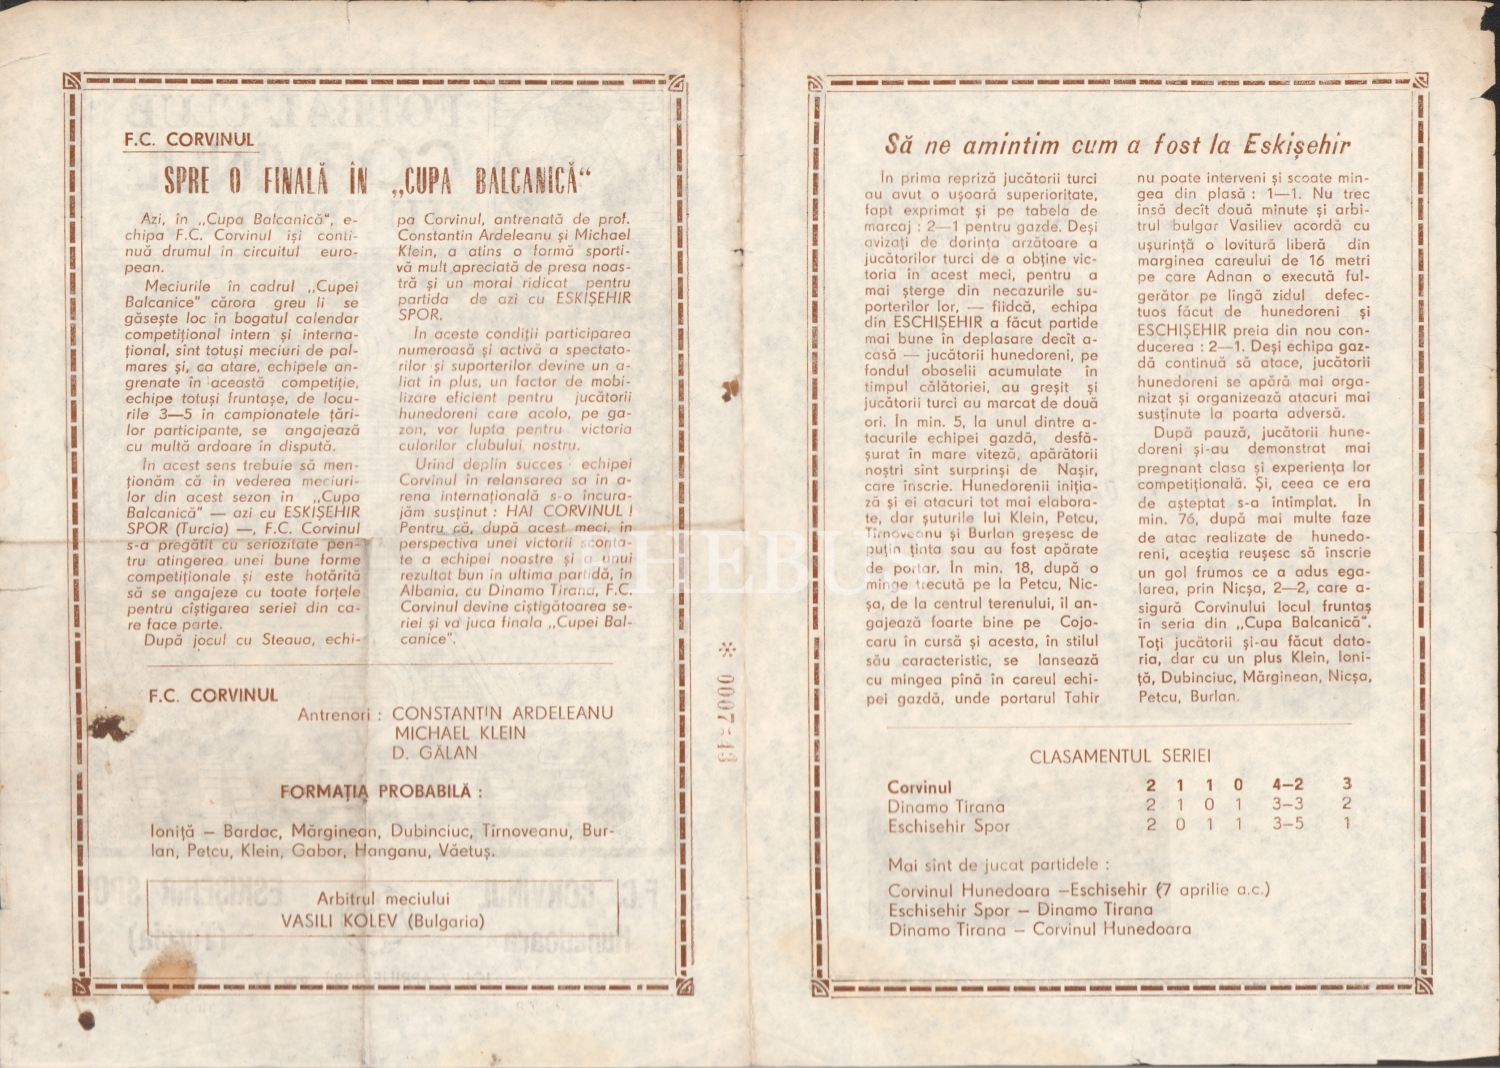 F.C. CORVINUL
SPRE O FINALĂ ÎN „CUPA BALCANICĂ“
Azi, în „Cupa Balcanică“, e-
chipa F.C. Corvinul își conti-
nuă drumul în circuitul euro-
pean.
Meciurile în cadrul „Cupei
Balcanice“ cărora greu li se
găsește loc în bogatul calendar
competițional intern și interna-
țional, sînt totuși meciuri de pal-
mares și, ca atare, echipele an-
grenate în această competiție,
echipe totuși fruntașe, de locu-
rile 3—5 în campionatele țări-
lor participante, se angajează
cu multă ardoare în dispută.
În acest sens trebuie să men-
ționăm că în vederea meciuri-
lor din acest sezon în „Cupa
Balcanică“ — azi cu ESKIȘEHIR
SPOR (Turcia) —, F.C. Corvinul
s-a pregătit cu seriozitate pen-
tru atingerea unei bune forme
competiționale și este hotărîtă
să se angajeze cu toate forțele
pentru cîștigarea seriei din ca-
re face parte.
După jocul cu Steaua, echi-
pa Corvinul, antrenată de prof.
Constantin Ardeleanu și Michael
Klein, a atins o formă sporti-
vă mult apreciată de presa noas-
tră și un moral ridicat pentru
partida de azi cu ESKIȘEHIR
SPOR.
În aceste condiții participarea
numeroasă și activă a spectato-
rilor și suporterilor devine un a-
liat în plus, un factor de mobi-
lizare eficient pentru jucătorii
hunedoreni care acolo, pe ga-
zon, vor lupta pentru victoria
culorilor clubului nostru.
Urînd deplin succes echipei
Corvinul în relansarea sa în a-
rena internațională s-o încura-
jăm susținut : HAI CORVINUL !
Pentru că, după acest meci, în
perspectiva unei victorii sconta-
te a echipei noastre și a unui
rezultat bun în ultima partidă, în
Albania, cu Dinamo Tirana, F.C.
Corvinul devine cîștigătoarea se-
riei și va juca finala „Cupei Bal-
canice“.
F.C. CORVINUL
Antrenori : CONSTANTIN ARDELEANU
MICHAEL KLEIN
D. GĂLAN
FORMAȚIA PROBABILĂ :
Ioniță – Bardac, Mărginean, Dubinciuc, Tîrnoveanu, Bur-
lan, Petcu, Klein, Gabor, Hanganu, Văetuș.
Arbitrul meciului
VASILI KOLEV (Bulgaria)
Să ne amintim cum a fost la Eskișehir
În prima repriză jucătorii turci
au avut o ușoară superioritate,
fapt exprimat și pe tabela de
marcaj : 2—1 pentru gazde. Deși
avizați de dorința arzătoare a
jucătorilor turci de a obține vic-
toria în acest meci, pentru a
mai șterge din necazurile su-
porterilor lor, — fiidcă, echipa
din ESCHIȘEHIR a făcut partide
mai bune în deplasare decît a-
casă — jucătorii hunedoreni, pe
fondul oboselii acumulate în
timpul călătoriei, au greșit și
jucătorii turci au marcat de două
ori. În min. 5, la unul dintre a-
tacurile echipei gazdă, desfă-
șurat în mare viteză, apărătorii
noștri sînt surprinși de Nașir,
care înscrie. Hunedorenii iniția-
ză și ei atacuri tot mai elabora-
te, dar șuturile lui Klein, Petcu,
Tîrnoveanu și Burlan greșesc de
puțin ținta sau au fost apărate
de portar. În min. 18, după o
minge trecută pe la Petcu, Nic-
șa, de la centrul terenului, îl an-
gajează foarte bine pe Cojo-
caru în cursă și acesta, în stilul
său caracteristic, se lansează
cu mingea pînă în careul echi-
pei gazdă, unde portarul Tahir
nu poate interveni și scoate min-
gea din plasă : 1—1. Nu trec
însă decît două minute și arbi-
trul bulgar Vasiliev acordă cu
ușurință o lovitură liberă din
marginea careului de 16 metri
pe care Adnan o execută ful-
gerător pe lîngă zidul defec-
tuos făcut de hunedoreni și
ESCHIȘEHIR preia din nou con-
ducerea : 2—1. Deși echipa gaz-
dă continuă să atace, jucătorii
hunedoreni se apără mai orga-
nizat și organizează atacuri mai
susținute la poarta adversă.
După pauză, jucătorii hune-
doreni și-au demonstrat mai
pregnant clasa și experiența lor
competițională. Și, ceea ce era
de așteptat s-a întîmplat. În
min. 76, după mai multe faze
de atac realizate de hunedo-
reni, aceștia reușesc să înscrie
un gol frumos ce a adus ega-
larea, prin Nicșa, 2—2, care a-
sigură Corvinului locul fruntaș
în seria din „Cupa Balcanică“.
Toți jucătorii și-au făcut dato-
ria, dar cu un plus Klein, Ioni-
ță, Dubinciuc, Mărginean, Nicșa,
Petcu, Burlan.
CLASAMENTUL SERIEI
Corvinul 2 1 1 0 4–2 3
Dinamo Tirana 2 1 0 1 3–3 2
Eschisehir Spor 2 0 1 1 3–5 1
Mai sînt de jucat partidele :
Corvinul Hunedoara –Eschisehir (7 aprilie a.c.)
Eschisehir Spor – Dinamo Tirana
Dinamo Tirana – Corvinul Hunedoara